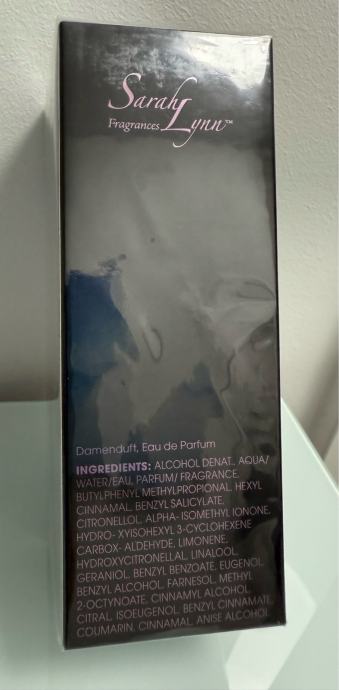 Sarah
Fragrances Lynn™
Damenduft, Eau de Parfum
INGREDIENTS: ALCOHOL DENAT., AQUA/
WATER/EAU, PARFUM/ FRAGRANCE,
BUTYLPHENYL METHYLPROPIONAL, HEXYL
CINNAMAL, BENZYL SALICYLATE,
CITRONELLOL, ALPHA- ISOMETHYL IONONE,
HYDRO- XYISOHEXYL 3-CYCLOHEXENE
CARBOX- ALDEHYDE, LIMONENE,
HYDROXYCITRONELLAL, LINALOOL,
GERANIOL, BENZYL BENZOATE, EUGENOL,
BENZYL ALCOHOL, FARNESOL, METHYL
2-OCTYNOATE, CINNAMYL ALCOHOL,
CITRAL, ISOEUGENOL, BENZYL CINNAMATE,
COUMARIN, CINNAMAL, ANISE ALCOHOL